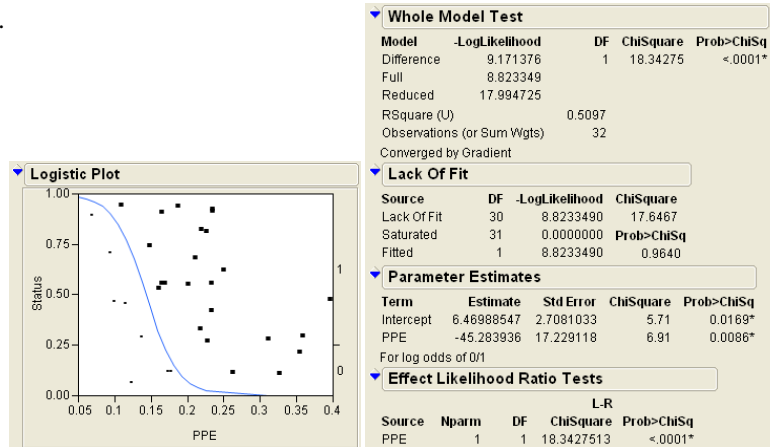 .
Logistic Plot
1.00
0.75
0.50
0.25
0.00
Status
1
0
0.05 0.1 0.15 0.2 0.25 0.3 0.35 0.4
PPE
Whole Model Test
Model -LogLikelihood DF ChiSquare Prob>ChiSq
Difference 9.171376 1 18.34275 <.0001*
Full 8.823349
Reduced 17.994725
RSquare (U) 0.5097
Observations (or Sum Wgts) 32
Converged by Gradient
Lack Of Fit
Source DF -LogLikelihood ChiSquare
Lack Of Fit 30 8.8233490 17.6467
Saturated 31 0.0000000 Prob>ChiSq
Fitted 1 8.8233490 0.9640
Parameter Estimates
Term Estimate Std Error ChiSquare Prob>ChiSq
Intercept 6.46988547 2.7081033 5.71 0.0169*
PPE -45.283936 17.229118 6.91 0.0086*
For log odds of 0/1
Effect Likelihood Ratio Tests
L-R
Source Nparm DF ChiSquare Prob>ChiSq
PPE 1 1 18.3427513 <.0001*